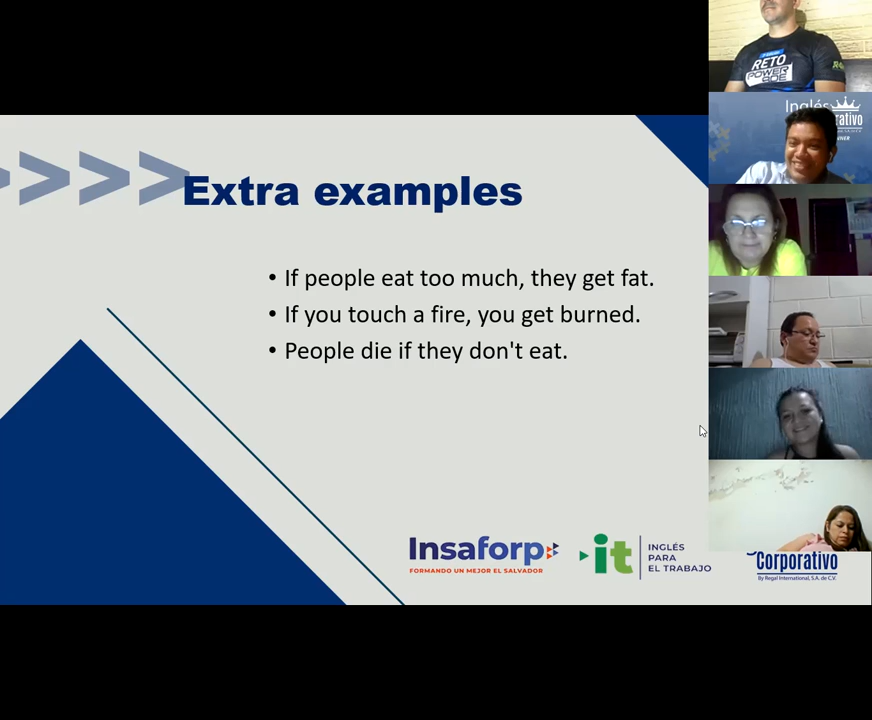 RETO
POWER
ADE
Inglés
rativo
>>>>
Extra examples
• If people eat too much, they get fat.
• If you touch a fire, you get burned.
• People die if they don't eat.
Insaforp
FORMANDO UN MEJOR EL SALVADOR
it
INGLÉS
PARA
EL TRABAJO
Corporativo
By Regal International, S.A. de C.V.